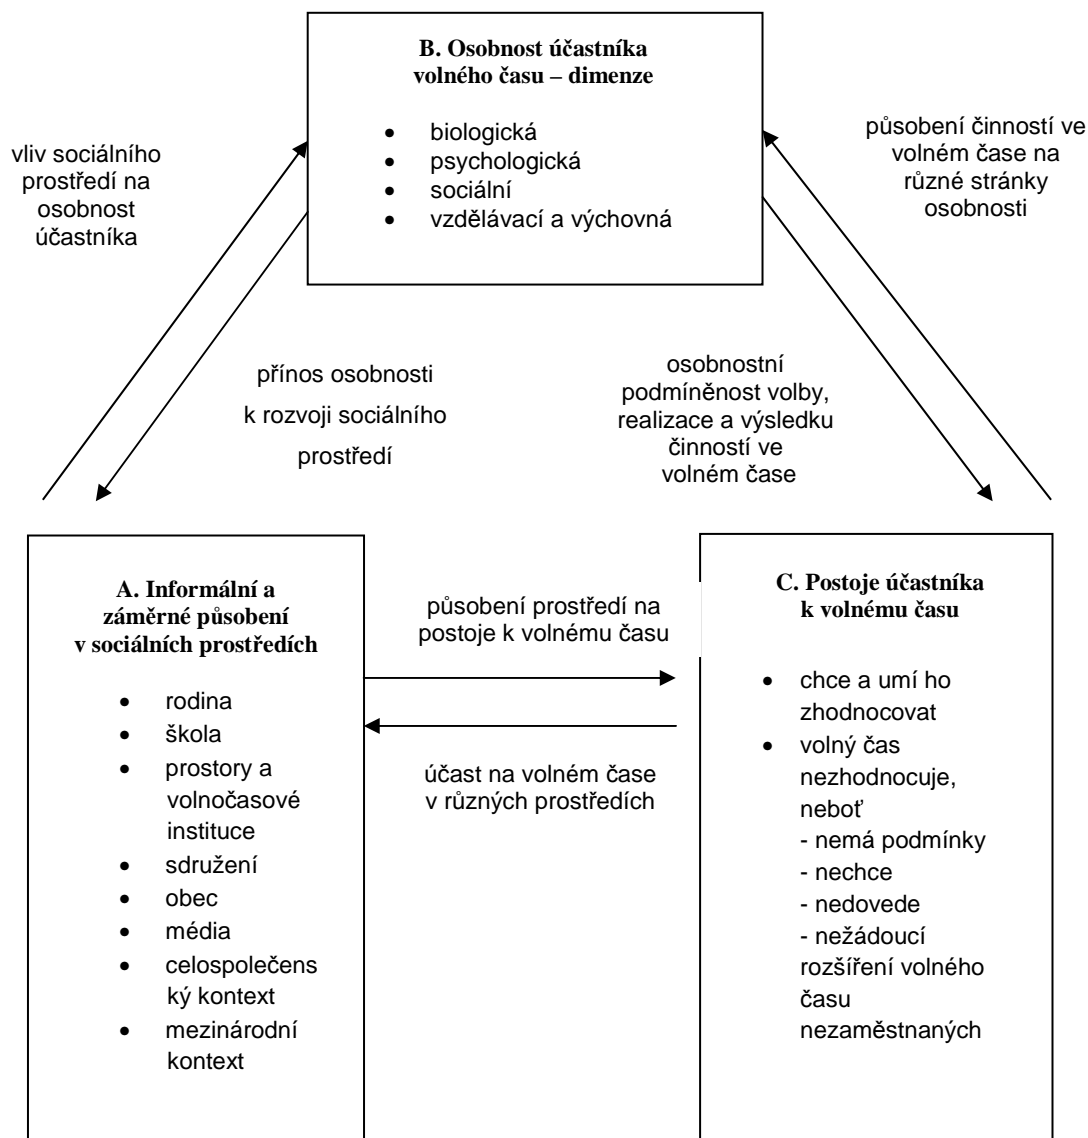 B. Osobnost účastníka
volného času – dimenze
• biologická
• psychologická
• sociální
• vzdělávací a výchovná
vliv sociálního
prostředí na
osobnost
účastníka
působení činností ve
volném čase na
různé stránky
osobnosti
přínos osobnosti
k rozvoji sociálního
prostředí
osobnostní
podmíněnost volby,
realizace a výsledku
činností ve
volném čase
A. Informální a
záměrné působení
v sociálních prostředích
• rodina
• škola
• prostory a
volnočasové
instituce
• sdružení
• obec
• média
• celospolečens
ký kontext
• mezinárodní
kontext
působení prostředí na
postoje k volnému času
účast na volném čase
v různých prostředích
C. Postoje účastníka
k volnému času
• chce a umí ho
zhodnocovat
• volný čas
nezhodnocuje,
neboť
- nemá podmínky
- nechce
- nedovede
- nežádoucí
rozšíření volného
času
nezaměstnaných